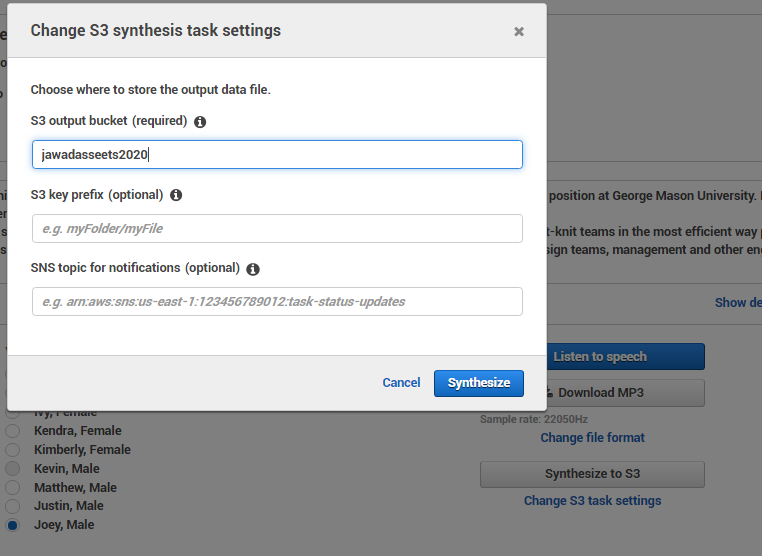 Change S3 synthesis task settings
Choose where to store the output data file.
S3 output bucket (required)
jawadasseets2020
S3 key prefix (optional)
e.g. myFolder/myFile
SNS topic for notifications (optional)
e.g. arn:aws:sns:us-east-1:123456789012:task-status-updates
Cancel
Synthesize
position at George Mason University.
t-knit teams in the most efficient way
sign teams, management and other
Show
Listen to speech
Download MP3
Sample rate: 22050Hz
Change file format
Synthesize to S3
Change S3 task settings
Ivy, Female
Kendra, Female
Kimberly, Female
Kevin, Male
Matthew, Male
Justin, Male
Joey, Male